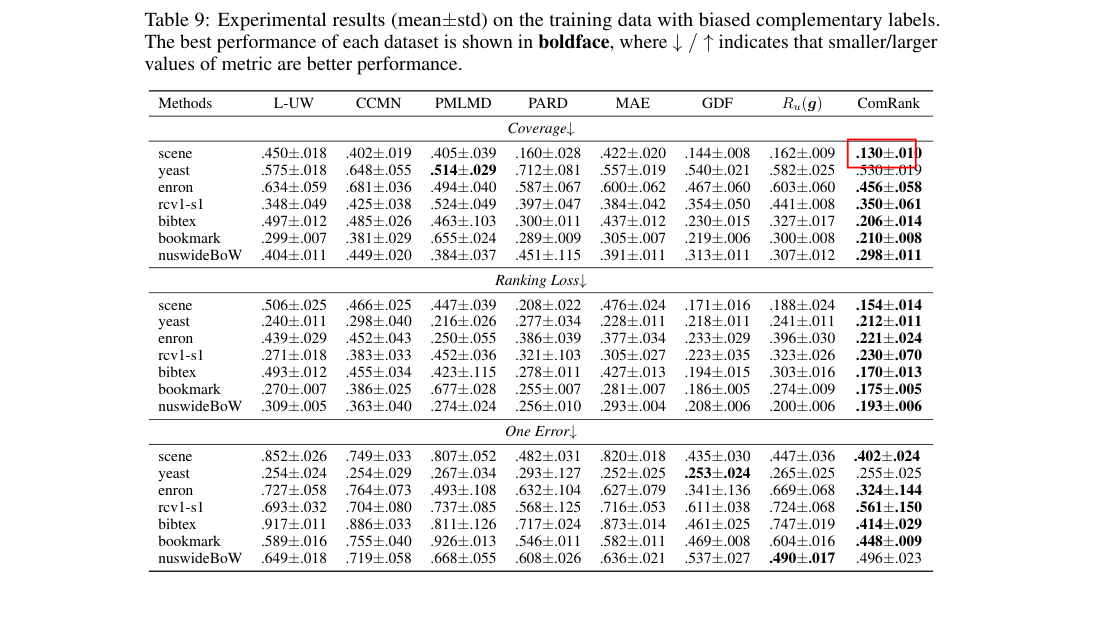 Table 9: Experimental results (mean±std) on the training data with biased complementary labels.
The best performance of each dataset is shown in boldface, where ↓ / ↑ indicates that smaller/larger
values of metric are better performance.
Methods L-UW CCMN PMLMD PARD MAE GDF R_u(g) ComRank
Coverage↓
scene .450±.018 .402±.019 .405±.039 .160±.028 .422±.020 .144±.008 .162±.009 .130±.010
yeast .575±.018 .648±.055 .514±.029 .712±.081 .557±.019 .540±.021 .582±.025 .530±.019
enron .634±.059 .681±.036 .494±.040 .587±.067 .600±.062 .467±.060 .603±.060 .456±.058
rcv1-s1 .348±.049 .425±.038 .524±.049 .397±.047 .384±.042 .354±.050 .441±.008 .350±.061
bibtex .497±.012 .485±.026 .463±.103 .300±.011 .437±.012 .230±.015 .327±.017 .206±.014
bookmark .299±.007 .381±.029 .655±.024 .289±.009 .305±.007 .219±.006 .300±.008 .210±.008
nuswideBoW .404±.011 .449±.020 .384±.037 .451±.115 .391±.011 .313±.011 .307±.012 .298±.011
Ranking Loss↓
scene .506±.025 .466±.025 .447±.039 .208±.022 .476±.024 .171±.016 .188±.024 .154±.014
yeast .240±.011 .298±.040 .216±.026 .277±.034 .228±.011 .218±.011 .241±.011 .212±.011
enron .439±.029 .452±.043 .250±.055 .386±.039 .377±.034 .233±.029 .396±.030 .221±.024
rcv1-s1 .271±.018 .383±.033 .452±.036 .321±.103 .305±.027 .223±.035 .323±.026 .230±.070
bibtex .493±.012 .455±.034 .423±.115 .278±.011 .427±.013 .194±.015 .303±.016 .170±.013
bookmark .270±.007 .386±.025 .677±.028 .255±.007 .281±.007 .186±.005 .274±.009 .175±.005
nuswideBoW .309±.005 .363±.040 .274±.024 .256±.010 .293±.004 .208±.006 .200±.006 .193±.006
One Error↓
scene .852±.026 .749±.033 .807±.052 .482±.031 .820±.018 .435±.030 .447±.036 .402±.024
yeast .254±.024 .254±.029 .267±.034 .293±.127 .252±.025 .253±.024 .265±.025 .255±.025
enron .727±.058 .764±.073 .493±.108 .632±.104 .627±.079 .341±.136 .669±.068 .324±.144
rcv1-s1 .693±.032 .704±.080 .737±.085 .568±.125 .716±.053 .611±.038 .724±.068 .561±.150
bibtex .917±.011 .886±.033 .811±.126 .717±.024 .873±.014 .461±.025 .747±.019 .414±.029
bookmark .589±.016 .755±.040 .926±.013 .546±.011 .582±.011 .469±.008 .604±.016 .448±.009
nuswideBoW .649±.018 .719±.058 .668±.055 .608±.026 .636±.021 .537±.027 .490±.017 .496±.023